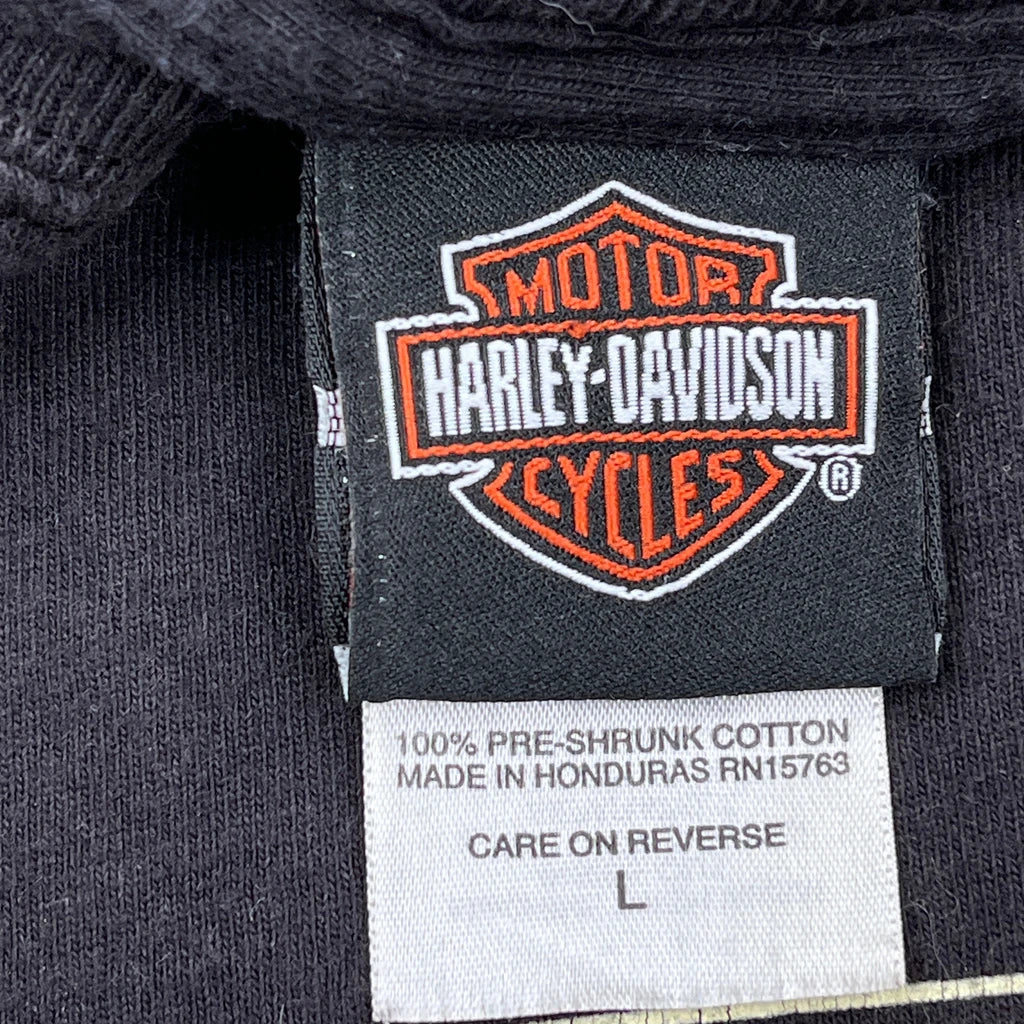 MOTOR
HARLEY-DAVIDSON
CYCLES
®
100% PRE-SHRUNK COTTON
MADE IN HONDURAS RN15763
CARE ON REVERSE
L